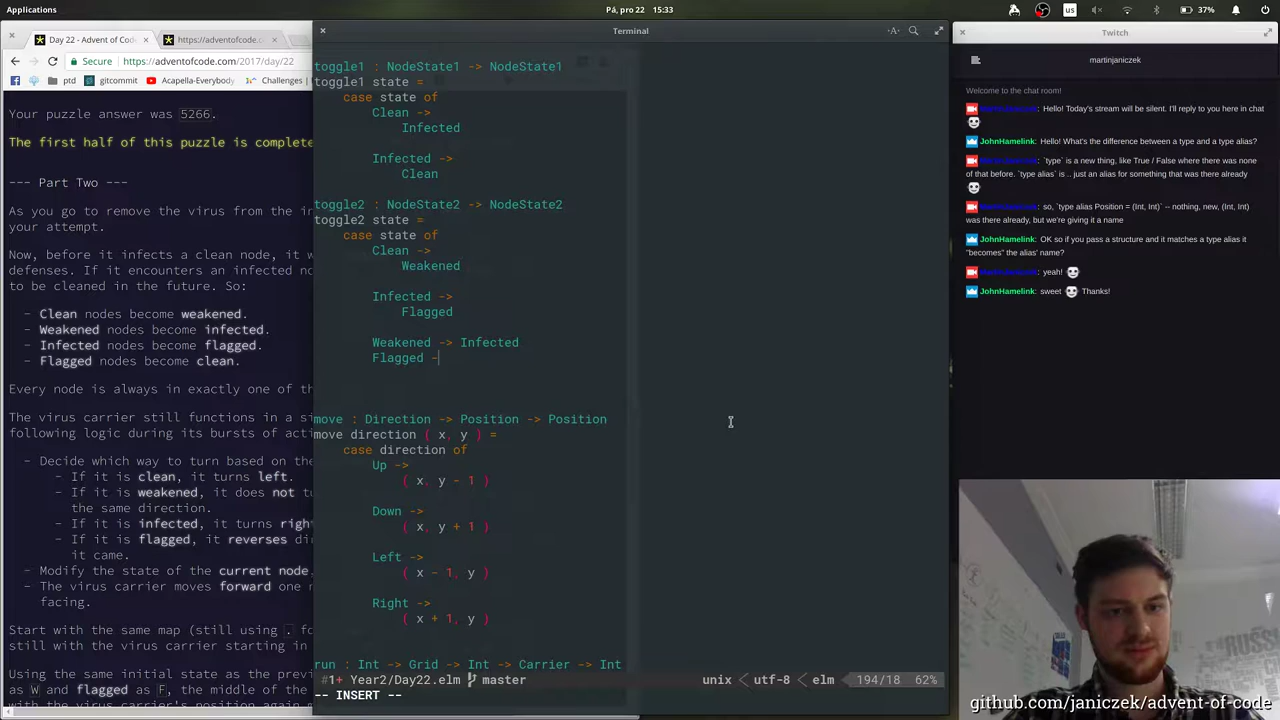 Applications
Pá, pro 22 15:33
us
37%
Day 22 - Advent of Cod
https://adventofcode.c
Secure
https://adventofcode.com/2017/day/22
ptd
gitcommit
Acapella-Everybody
Challenges
Your puzzle answer was 5266.
The first half of this puzzle is complete
--- Part Two ---
As you go to remove the virus from the in
your attempt.
Now, before it infects a clean node, it w
defenses. If it encounters an infected no
to be cleaned in the future. So:
- Clean nodes become weakened.
- Weakened nodes become infected.
- Infected nodes become flagged.
- Flagged nodes become clean.
Every node is always in exactly one of th
The virus carrier still functions in a si
following logic during its bursts of acti
- Decide which way to turn based on the
- If it is clean, it turns left.
- If it is weakened, it does not tu
the same direction.
- If it is infected, it turns righ
- If it is flagged, it reverses di
it came.
- Modify the state of the current node,
- The virus carrier moves forward one n
facing.
Start with the same map (still using . fo
still with the virus carrier starting in
Using the same initial state as the previ
as W and flagged as F, the middle of the
with the virus carrier's position again m
Terminal
-A-
toggle1 : NodeState1 -> NodeState1
toggle1 state =
case state of
Clean ->
Infected
Infected ->
Clean
toggle2 : NodeState2 -> NodeState2
toggle2 state =
case state of
Clean ->
Weakened
Infected ->
Flagged
Weakened -> Infected
Flagged -
move : Direction -> Position -> Position
move direction ( x, y ) =
case direction of
Up ->
( x, y - 1 )
Down ->
( x, y + 1 )
Left ->
( x - 1, y )
Right ->
( x + 1, y )
run : Int -> Grid -> Int -> Carrier -> Int
#1+ Year2/Day22.elm master
unix < utf-8 < elm 194/18 62%
-- INSERT --
Twitch
martinjaniczek
Welcome to the chat room!
: Hello! Today's stream will be silent. I'll reply to you here in chat
JohnHamelink: Hello! What's the difference between a type and a type alias?
: `type` is a new thing, like True / False where there was none
of that before. `type alias` is .. just an alias for something that was there already
: so, `type alias Position = (Int, Int)` -- nothing, new, (Int, Int)
was there already, but we're giving it a name
JohnHamelink: OK so if you pass a structure and it matches a type alias it
"becomes" the alias' name?
: yeah!
JohnHamelink: sweet Thanks!
github.com/janiczek/advent-of-code